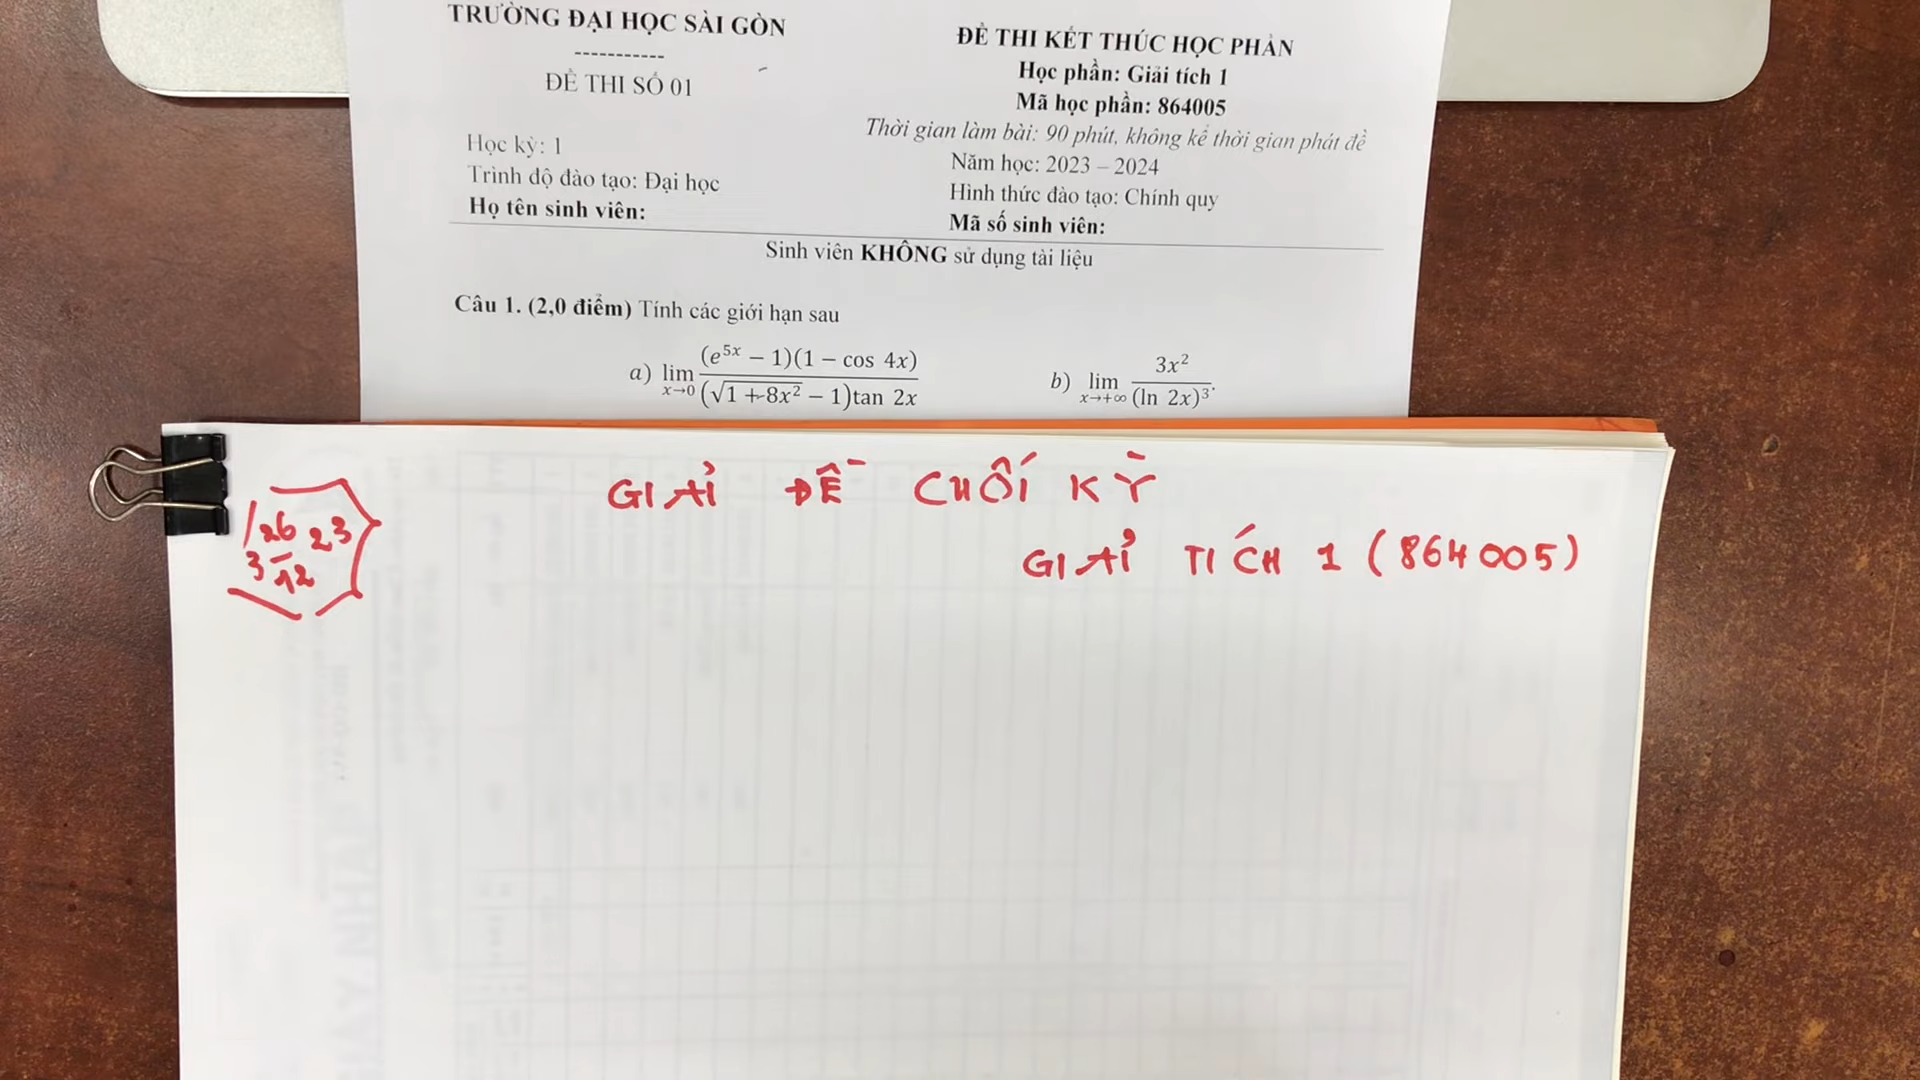 TRƯỜNG ĐẠI HỌC SÀI GÒN
-----------
ĐỀ THI SỐ 01
Học kỳ: 1
Trình độ đào tạo: Đại học
Họ tên sinh viên:
ĐỀ THI KẾT THÚC HỌC PHẦN
Học phần: Giải tích 1
Mã học phần: 864005
Thời gian làm bài: 90 phút, không kể thời gian phát đề
Năm học: 2023 – 2024
Hình thức đào tạo: Chính quy
Mã số sinh viên:
Sinh viên KHÔNG sử dụng tài liệu
Câu 1. (2,0 điểm) Tính các giới hạn sau
a) lim x→0 (e^{5x} − 1)(1 − cos 4x) / (√(1 + 8x²) − 1)tan 2x
b) lim x→+∞ 3x² / (ln 2x)³.
GIẢI ĐỀ CUỐI KỲ
GIẢI TÍCH 1 (864005)
26 23
3 12